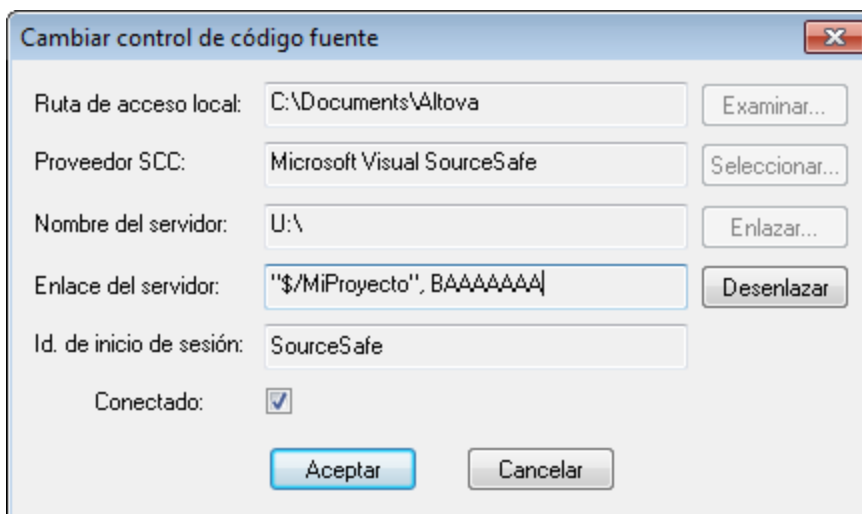 Cambiar control de código fuente
Ruta de acceso local: C:\Documents\Altova Examinar...
Proveedor SCC: Microsoft Visual SourceSafe Seleccionar...
Nombre del servidor: U:\ Enlazar...
Enlace del servidor: "$/MiProyecto", BAAAAAAA Desenlazar
Id. de inicio de sesión: SourceSafe
Conectado:
Aceptar Cancelar